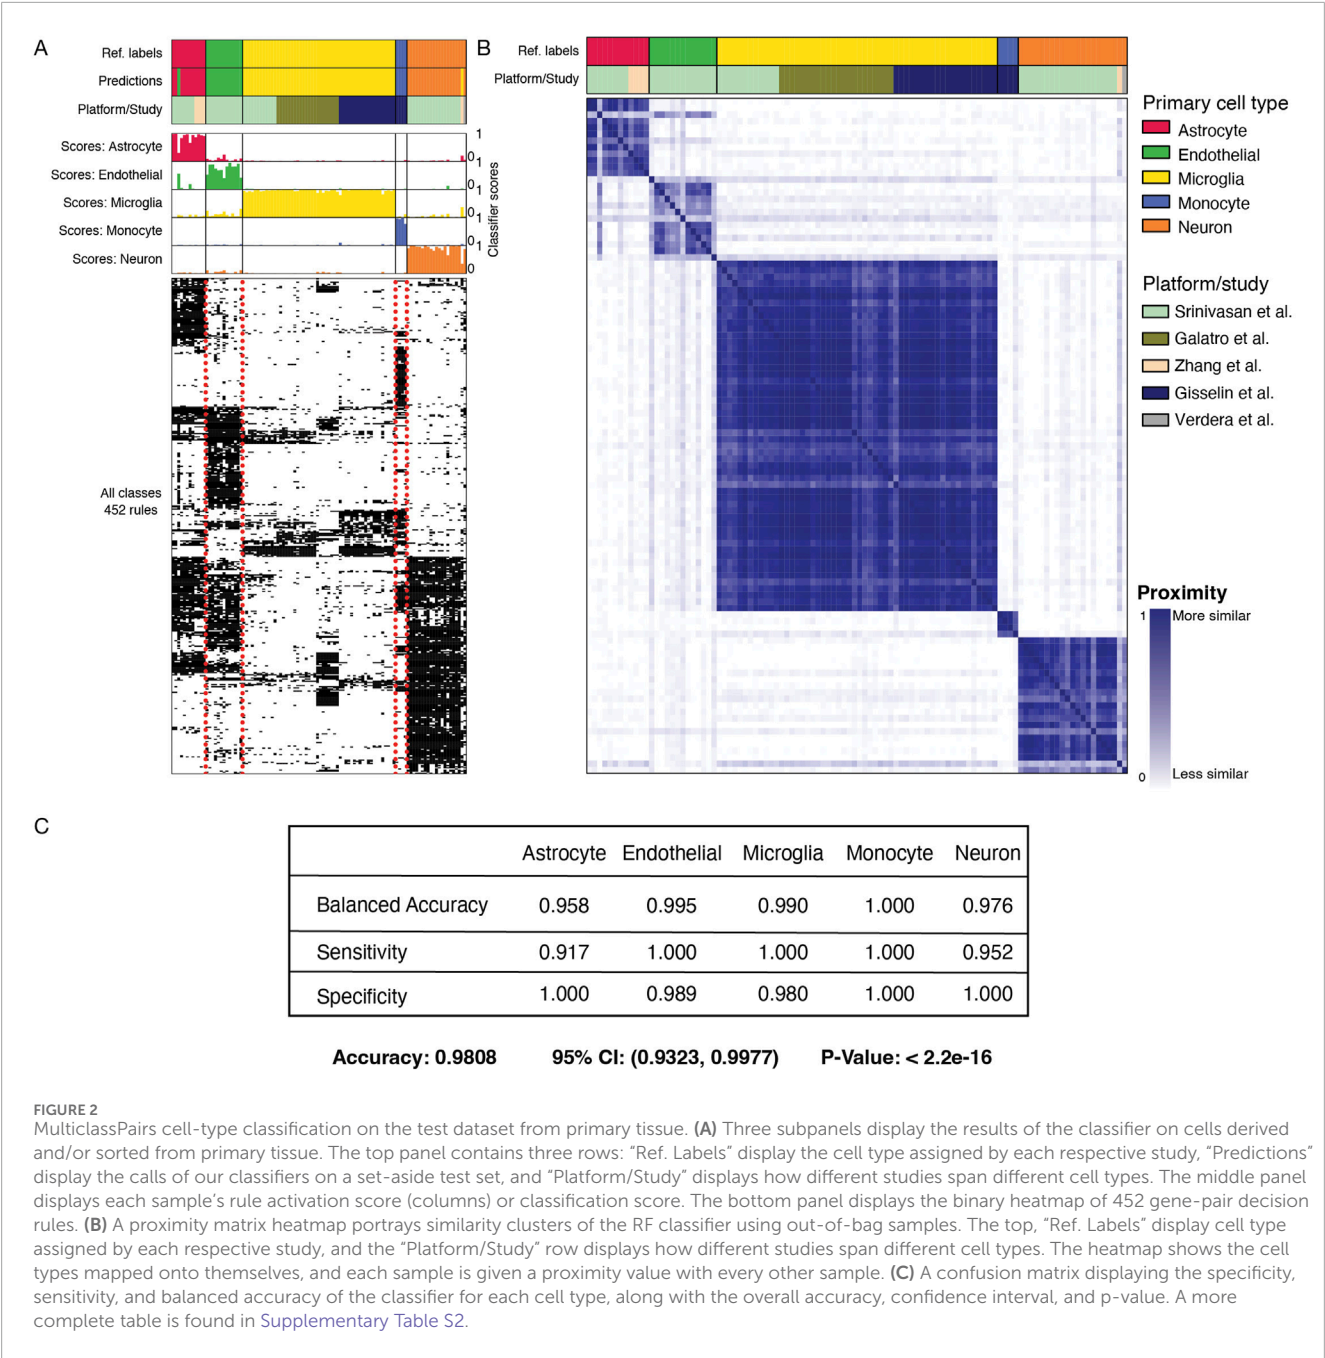 A
Ref. labels
Predictions
Platform/Study
Scores: Astrocyte
Scores: Endothelial
Scores: Microglia
Scores: Monocyte
Scores: Neuron
1
0 1
0 1
0 1
0 1
0
Classifier scores
All classes
452 rules
B
Ref. labels
Platform/Study
Primary cell type
Astrocyte
Endothelial
Microglia
Monocyte
Neuron
Platform/study
Srinivasan et al.
Galatro et al.
Zhang et al.
Gisselin et al.
Verdera et al.
Proximity
1 More similar
0 Less similar
C
Astrocyte Endothelial Microglia Monocyte Neuron
Balanced Accuracy 0.958 0.995 0.990 1.000 0.976
Sensitivity 0.917 1.000 1.000 1.000 0.952
Specificity 1.000 0.989 0.980 1.000 1.000
Accuracy: 0.9808 95% CI: (0.9323, 0.9977) P-Value: < 2.2e-16
FIGURE 2
MulticlassPairs cell-type classification on the test dataset from primary tissue. (A) Three subpanels display the results of the classifier on cells derived
and/or sorted from primary tissue. The top panel contains three rows: "Ref. Labels" display the cell type assigned by each respective study, "Predictions"
display the calls of our classifiers on a set-aside test set, and "Platform/Study" displays how different studies span different cell types. The middle panel
displays each sample's rule activation score (columns) or classification score. The bottom panel displays the binary heatmap of 452 gene-pair decision
rules. (B) A proximity matrix heatmap portrays similarity clusters of the RF classifier using out-of-bag samples. The top, "Ref. Labels" display cell type
assigned by each respective study, and the "Platform/Study" row displays how different studies span different cell types. The heatmap shows the cell
types mapped onto themselves, and each sample is given a proximity value with every other sample. (C) A confusion matrix displaying the specificity,
sensitivity, and balanced accuracy of the classifier for each cell type, along with the overall accuracy, confidence interval, and p-value. A more
complete table is found in Supplementary Table S2.